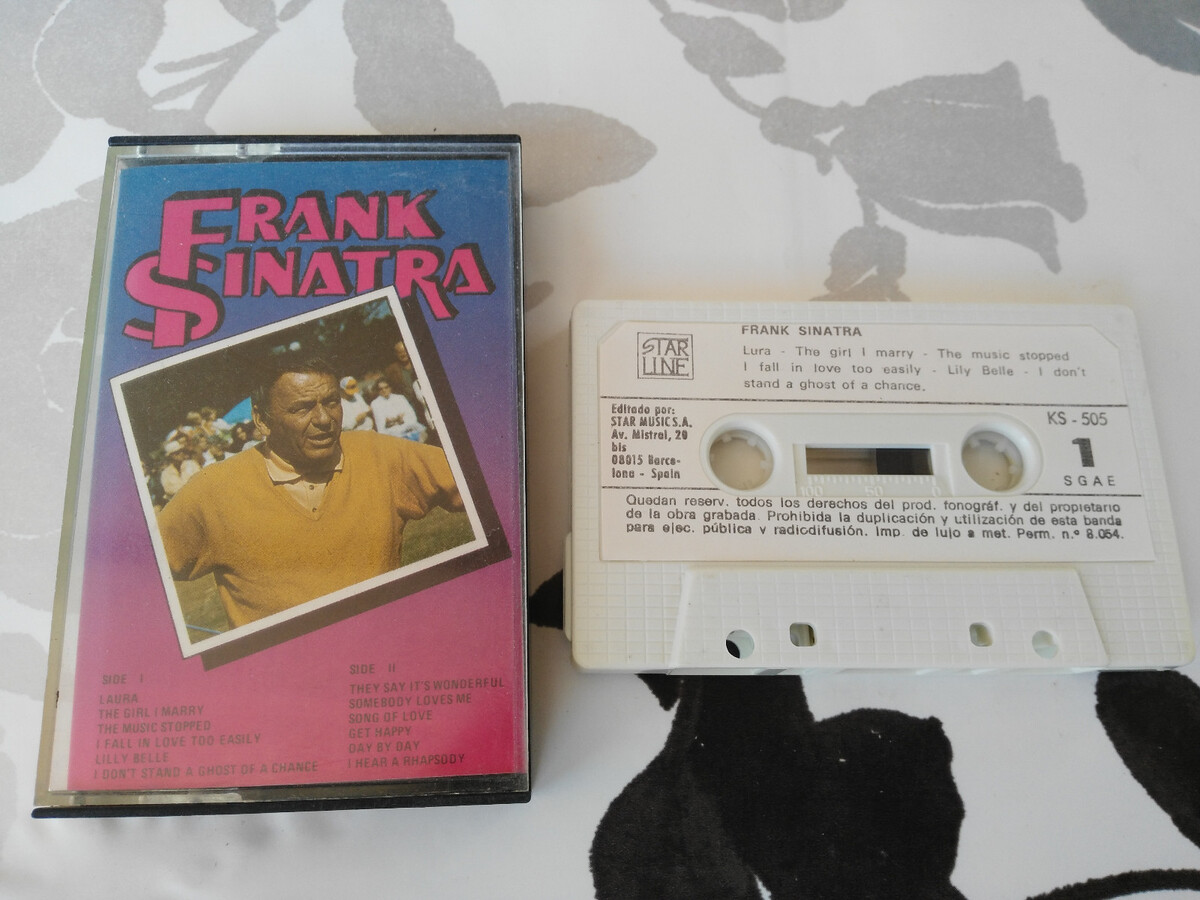 FRANK
SINATRA
SIDE I
LAURA
THE GIRL I MARRY
THE MUSIC STOPPED
I FALL IN LOVE TOO EASILY
LILLY BELLE
I DON'T STAND A GHOST OF A CHANCE
SIDE II
THEY SAY IT'S WONDERFUL
SOMEBODY LOVES ME
SONG OF LOVE
GET HAPPY
DAY BY DAY
I HEAR A RHAPSODY
STAR
LINE
FRANK SINATRA
Lura - The girl I marry - The music stopped
I fall in love too easily - Lily Belle - I don't
stand a ghost of a chance.
Editado por:
STAR MUSIC S.A.
Av. Mistral, 20
bis
08015 Barce-
lona - Spain
KS - 505
1
SGAE
100 50 0
Quedan reserv. todos los derechos del prod. fonográf. y del propietario
de la obra grabada. Prohibida la duplicación y utilización de esta banda
para ejec. pública y radiodifusión. Imp. de lujo a met. Perm. n.º 8.054.